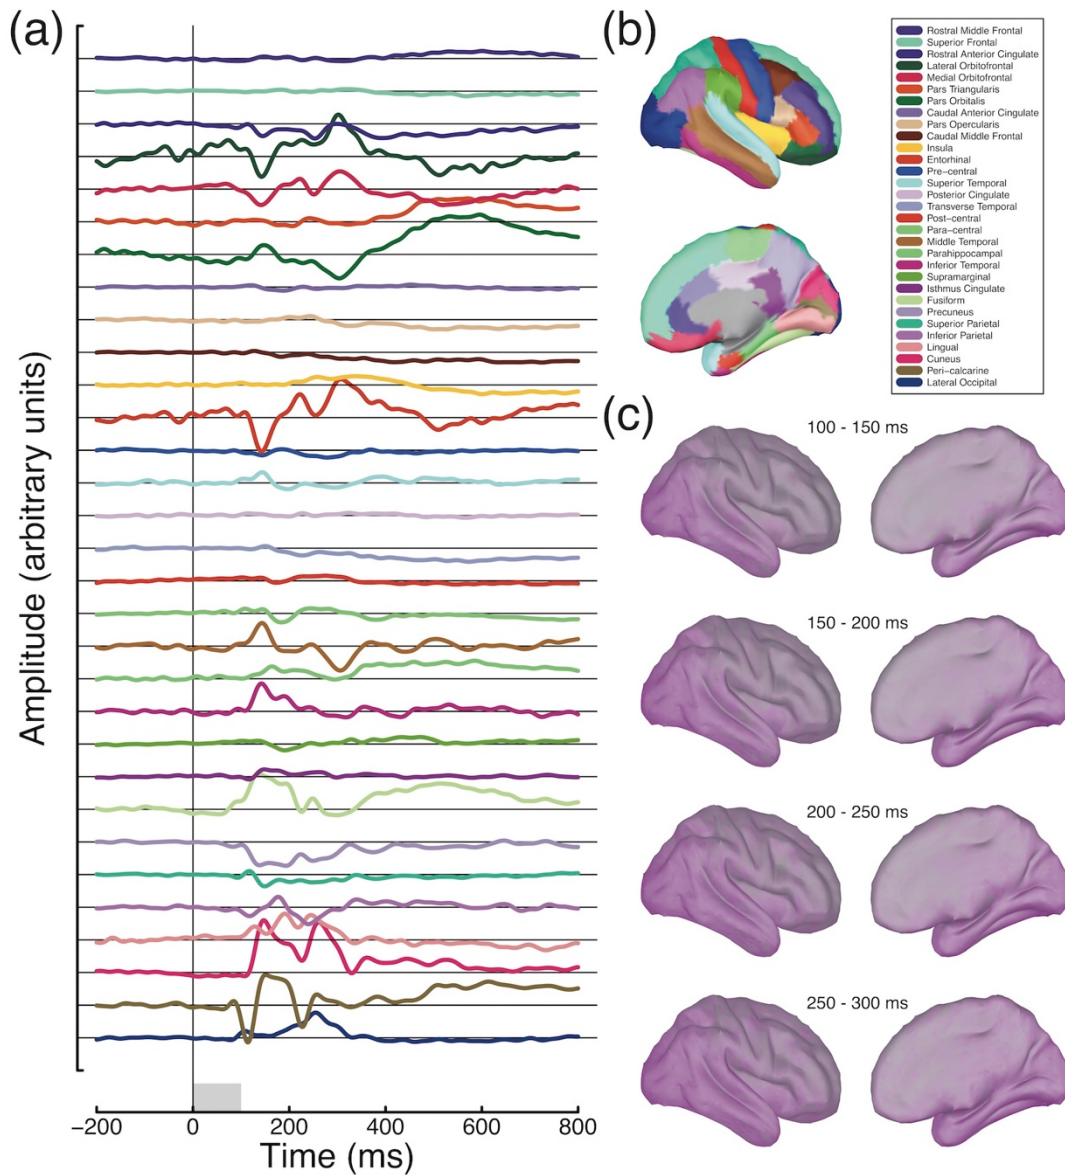 (a)
Amplitude (arbitrary units)
−200
0
200
400
600
800
Time (ms)
(b)
Rostral Middle Frontal
Superior Frontal
Rostral Anterior Cingulate
Lateral Orbitofrontal
Medial Orbitofrontal
Pars Triangularis
Pars Orbitalis
Caudal Anterior Cingulate
Pars Opercularis
Caudal Middle Frontal
Insula
Entorhinal
Pre-central
Superior Temporal
Posterior Cingulate
Transverse Temporal
Post-central
Para-central
Middle Temporal
Parahippocampal
Inferior Temporal
Supramarginal
Isthmus Cingulate
Fusiform
Precuneus
Superior Parietal
Inferior Parietal
Lingual
Cuneus
Peri-calcarine
Lateral Occipital
(c)
100 - 150 ms
150 - 200 ms
200 - 250 ms
250 - 300 ms